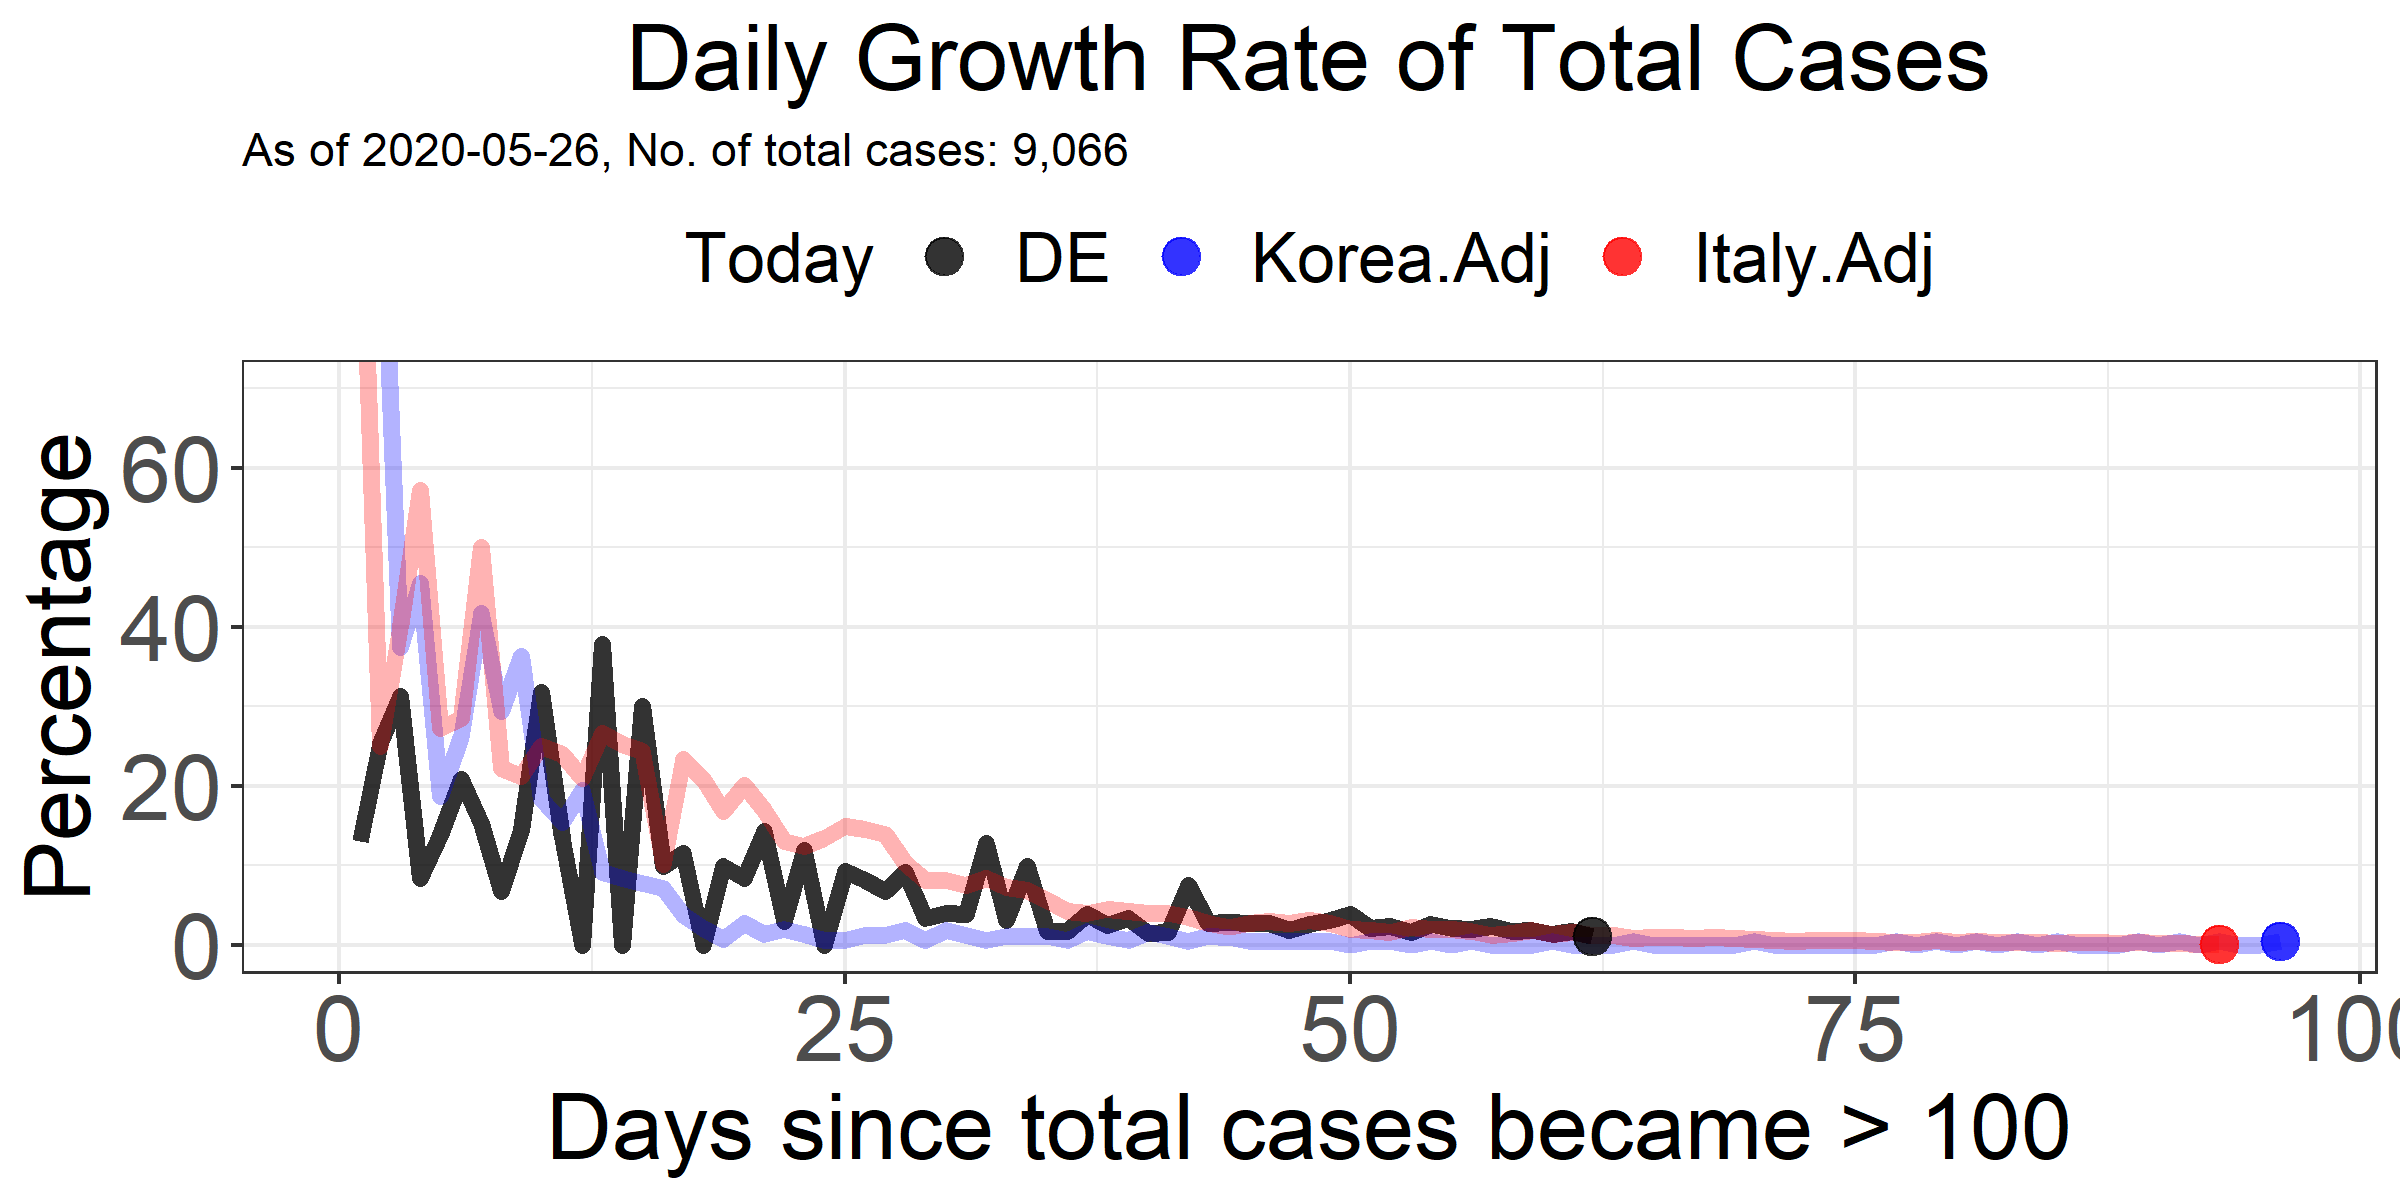 Daily Growth Rate of Total Cases
As of 2020-05-26, No. of total cases: 9,066
Today DE Korea.Adj Italy.Adj
Percentage
60
40
20
0
0 25 50 75 100
Days since total cases became > 100